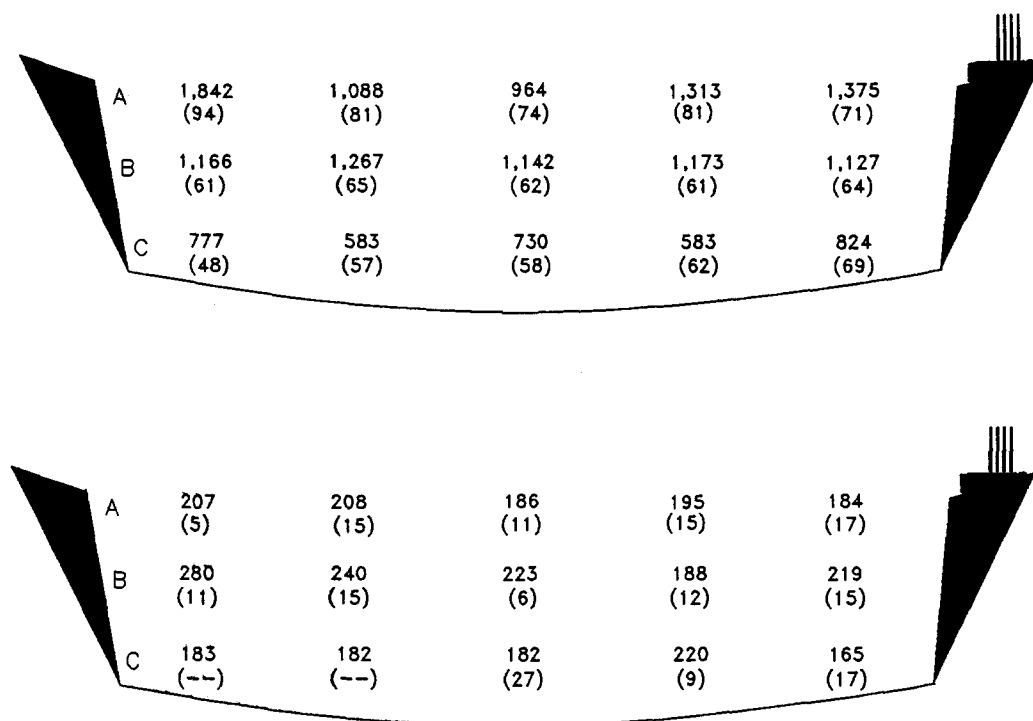 A 1,842 1,088 964 1,313 1,375
(94) (81) (74) (81) (71)
B 1,166 1,267 1,142 1,173 1,127
(61) (65) (62) (61) (64)
C 777 583 730 583 824
(48) (57) (58) (62) (69)
A 207 208 186 195 184
(5) (15) (11) (15) (17)
B 280 240 223 188 219
(11) (15) (6) (12) (15)
C 183 182 182 220 165
(--) (--) (27) (9) (17)